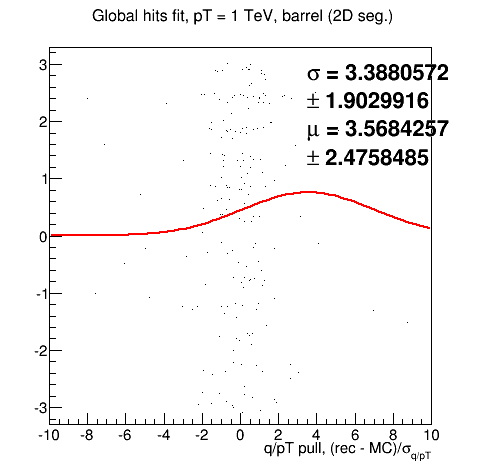 Global hits fit, pT = 1 TeV, barrel (2D seg.)
σ = 3.3880572
± 1.9029916
μ = 3.5684257
± 2.4758485
3
2
1
0
-1
-2
-3
-10 -8 -6 -4 -2 0 2 4 6 8 10
q/pT pull, (rec - MC)/σ_q/pT